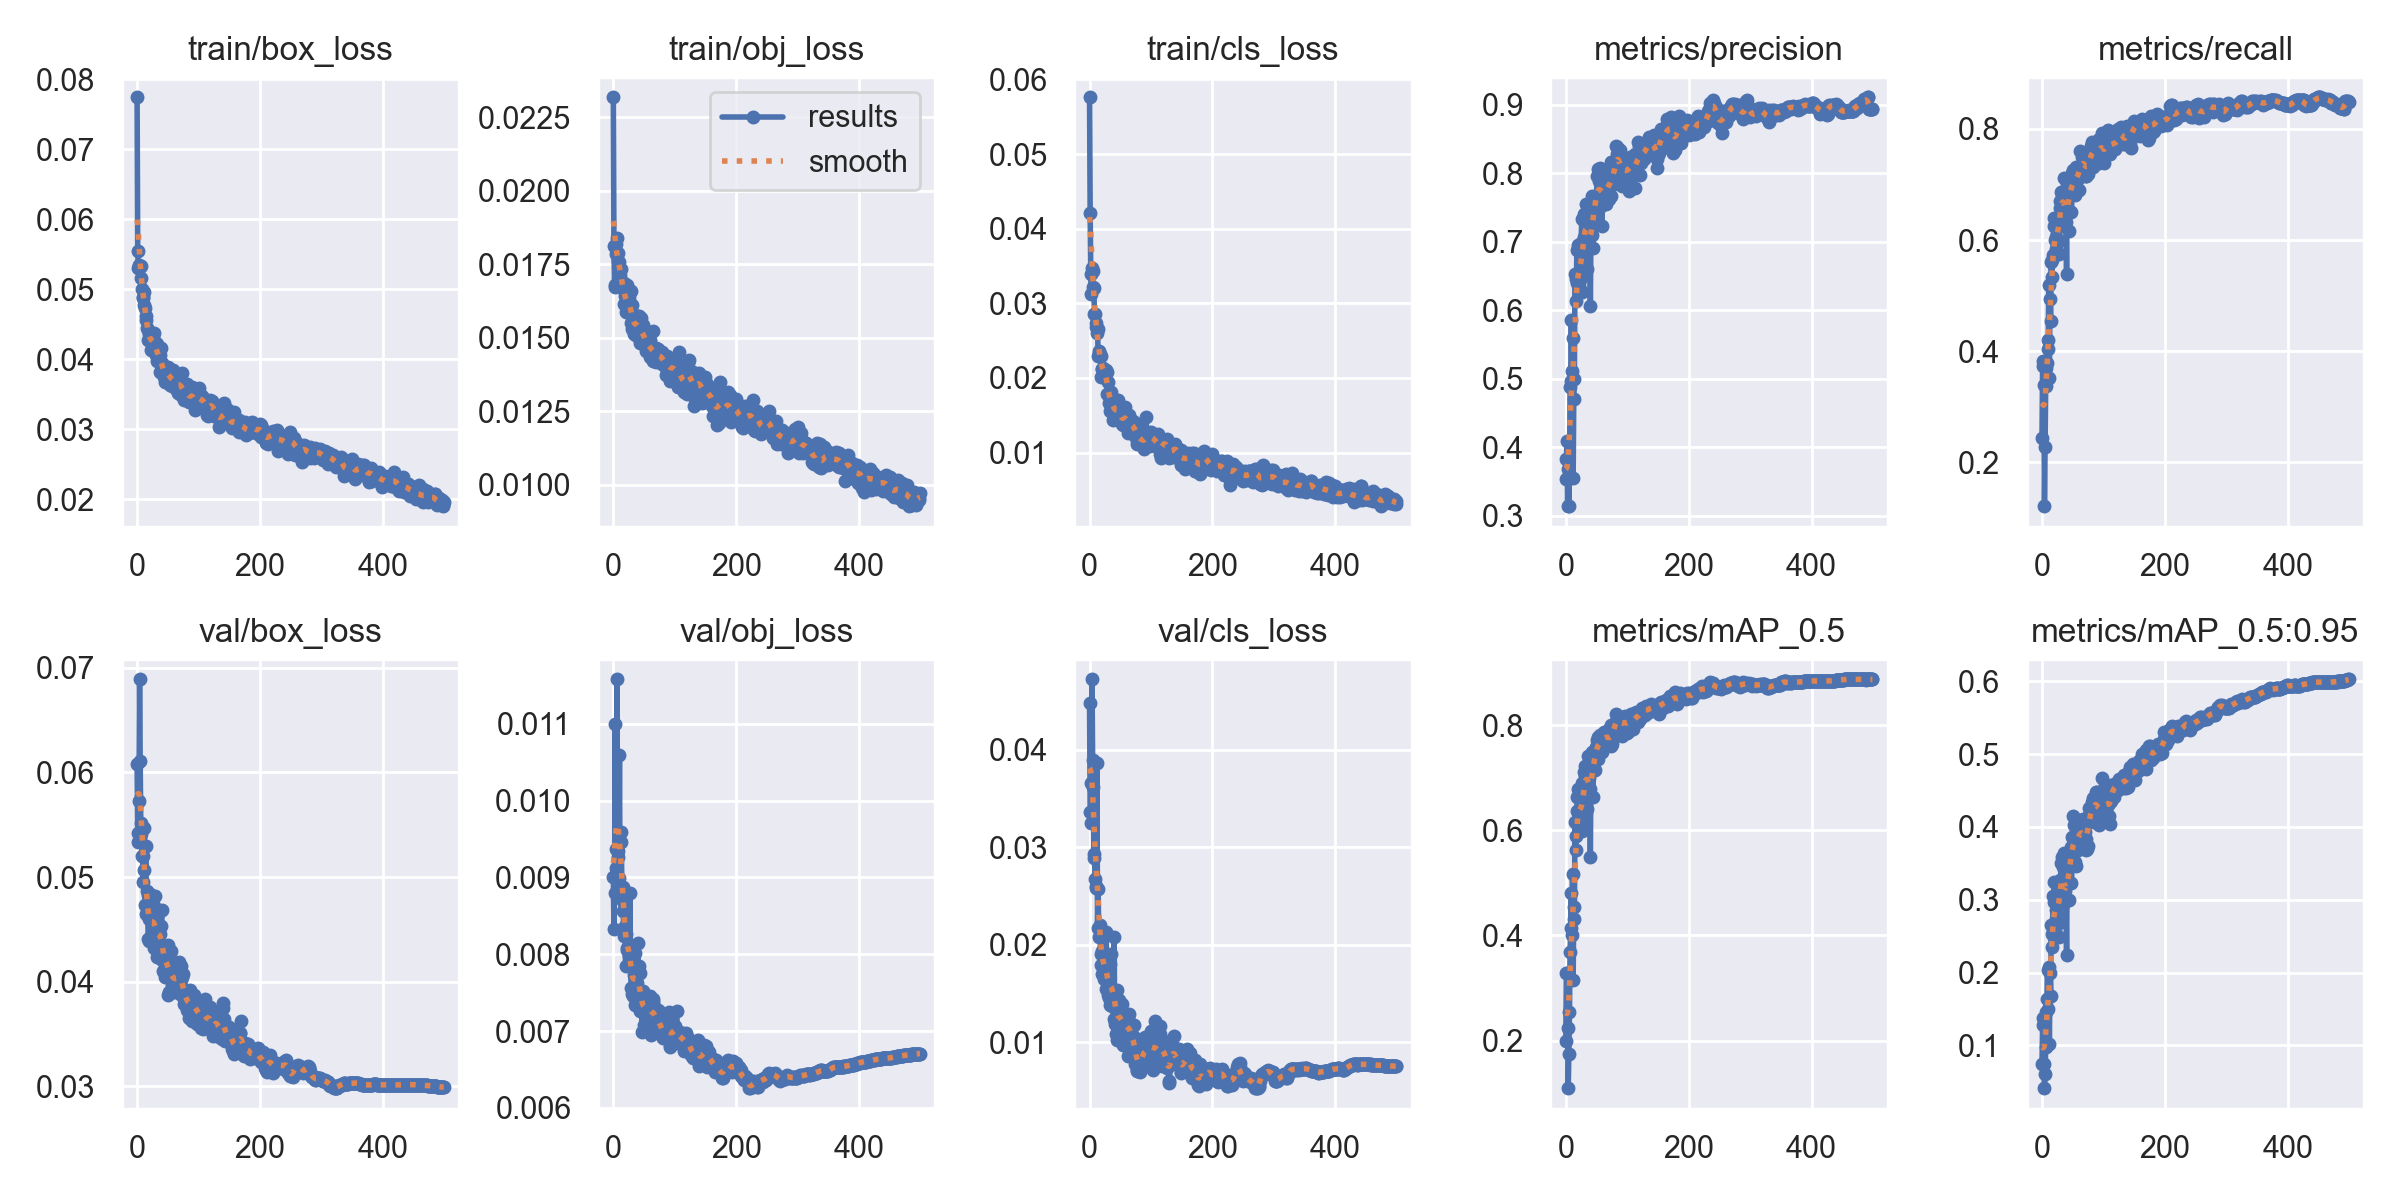 train/box_loss
0.08
0.07
0.06
0.05
0.04
0.03
0.02
0 200 400
train/obj_loss
results
smooth
0.0225
0.0200
0.0175
0.0150
0.0125
0.0100
0 200 400
train/cls_loss
0.06
0.05
0.04
0.03
0.02
0.01
0 200 400
metrics/precision
0.9
0.8
0.7
0.6
0.5
0.4
0.3
0 200 400
metrics/recall
0.8
0.6
0.4
0.2
0 200 400
val/box_loss
0.07
0.06
0.05
0.04
0.03
0 200 400
val/obj_loss
0.011
0.010
0.009
0.008
0.007
0.006
0 200 400
val/cls_loss
0.04
0.03
0.02
0.01
0 200 400
metrics/mAP_0.5
0.8
0.6
0.4
0.2
0 200 400
metrics/mAP_0.5:0.95
0.6
0.5
0.4
0.3
0.2
0.1
0 200 400